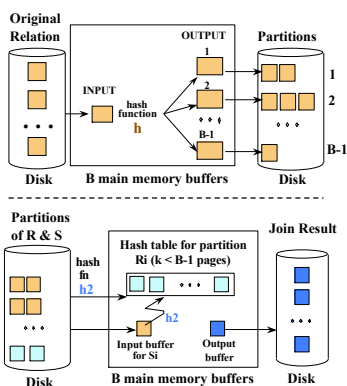 Original
Relation
OUTPUT
Partitions
1
INPUT
1
2
hash
function
h
2
B-1
B-1
Disk
B main memory buffers
Disk
Partitions
of R & S
Join Result
Hash table for partition
Ri (k < B-1 pages)
hash
fn
h2
h2
Input buffer
for Si
Output
buffer
Disk
B main memory buffers
Disk